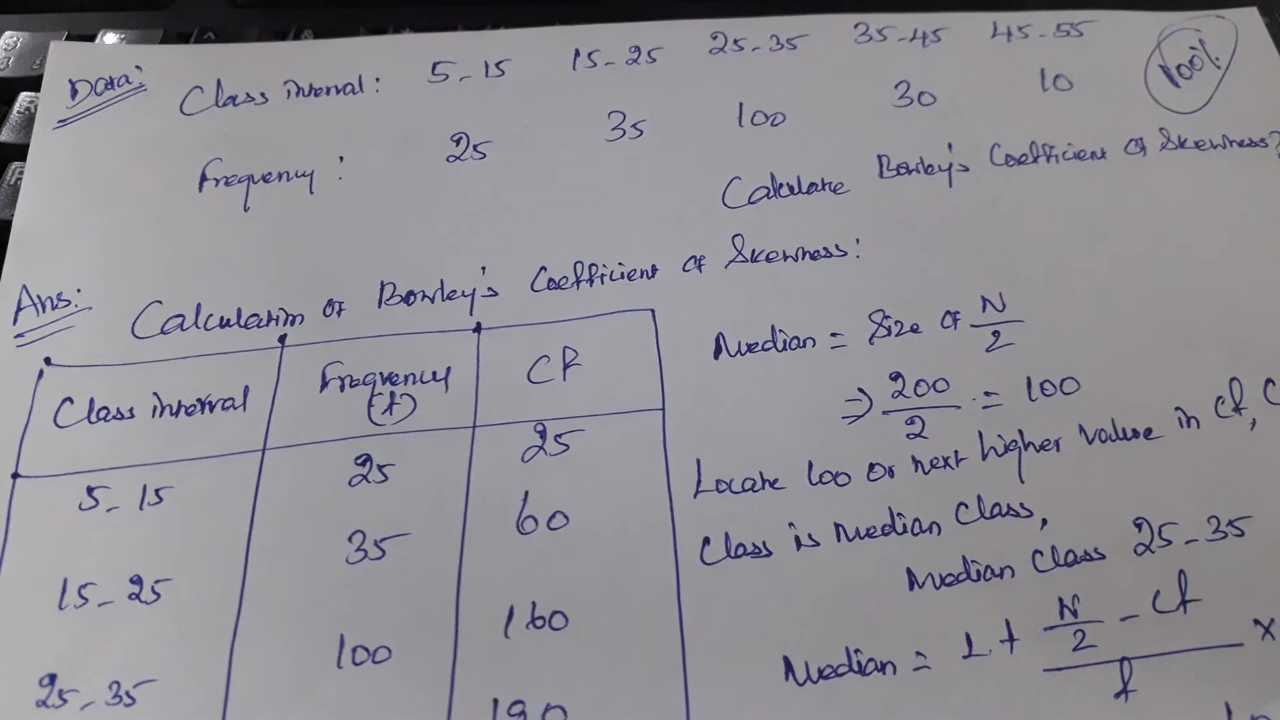 Data: Class interval: 5-15 15-25 25-35 35-45 45-55
Frequency: 25 35 100 30 10
100%
Calculate Bowley's Coefficient of Skewness?
Ans: Calculation of Bowley's Coefficient of Skewness:
Class interval Frequency (f) Cf
5-15 25 25
15-25 35 60
25-35 100 160
190
Median = Size of N/2
⇒ 200/2 = 100
Locate 100 or next higher value in cf,
Class is median class,
Median Class 25-35
Median = L + N/2 - cf / f ×